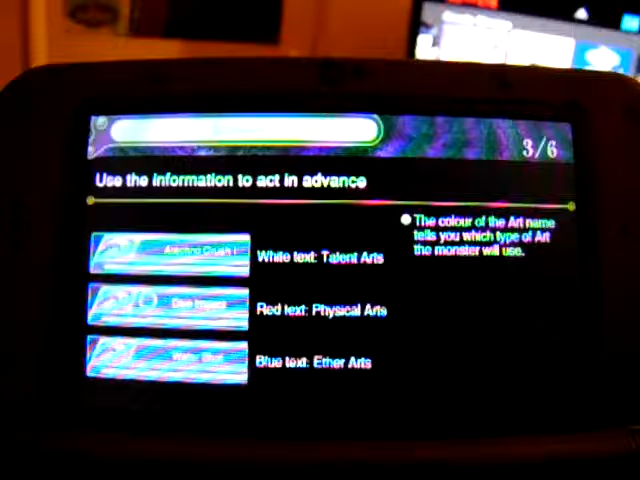 3/6
Use the information to act in advance
The colour of the Art name
tells you which type of Art
the monster will use.
White text: Talent Arts
Red text: Physical Arts
Blue text: Ether Arts